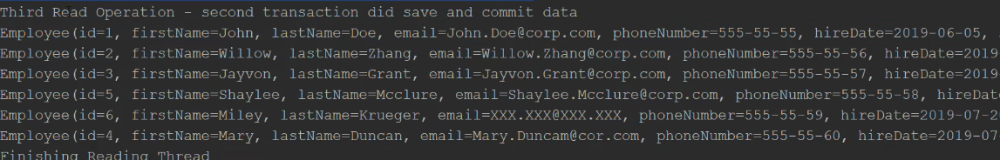 Third Read Operation - second transaction did save and commit data
Employee(id=1, firstName=John, lastName=Doe, email=John.Doe@corp.com, phoneNumber=555-55-55, hireDate=2019-06-05,
Employee(id=2, firstName=Willow, lastName=Zhang, email=Willow.Zhang@corp.com, phoneNumber=555-55-56, hireDate=2019
Employee(id=3, firstName=Jayvon, lastName=Grant, email=Jayvon.Grant@corp.com, phoneNumber=555-55-57, hireDate=2019
Employee(id=5, firstName=Shaylee, lastName=Mcclure, email=Shaylee.Mcclure@corp.com, phoneNumber=555-55-58, hireDat
Employee(id=6, firstName=Miley, lastName=Krueger, email=XXX.XXX@XXX.XXX, phoneNumber=555-55-59, hireDate=2019-07-2
Employee(id=4, firstName=Mary, lastName=Duncan, email=Mary.Duncam@cor.com, phoneNumber=555-55-60, hireDate=2019-07
Finishing Reading Thread